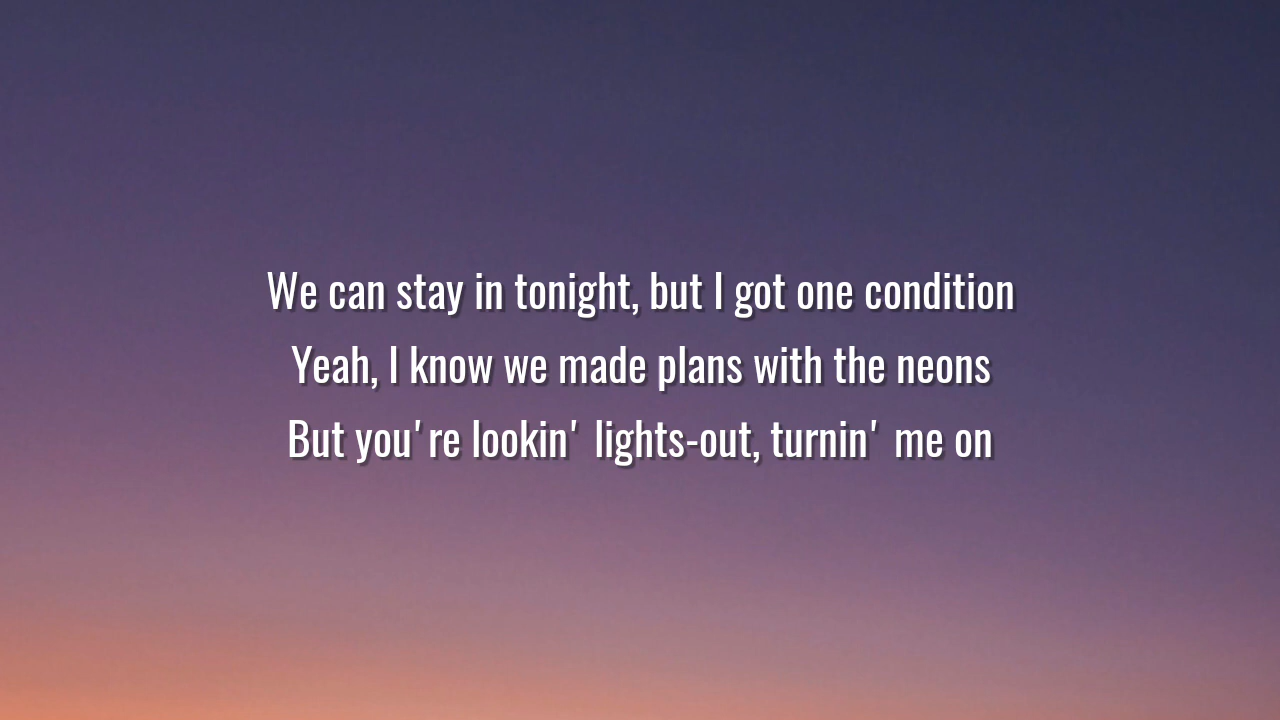 We can stay in tonight, but I got one condition
Yeah, I know we made plans with the neons
But you're lookin' lights-out, turnin' me on